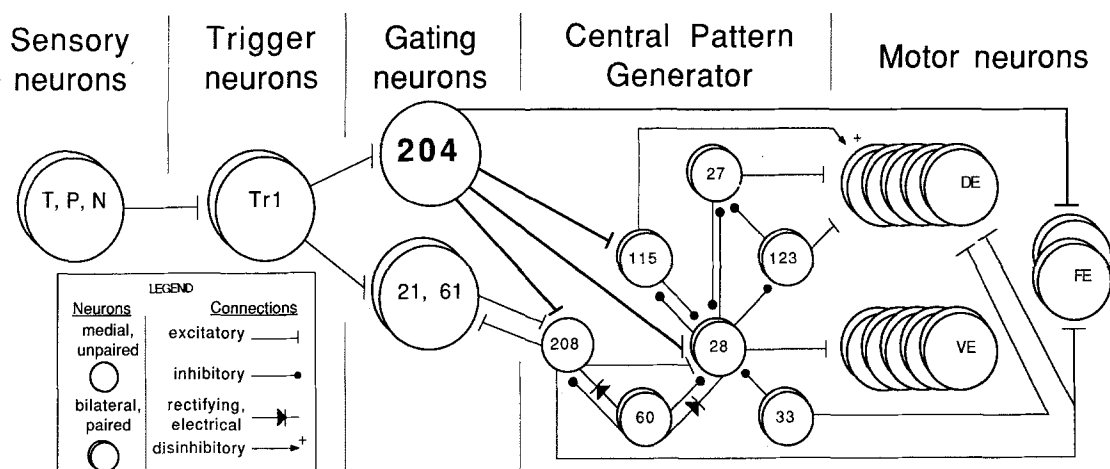 Sensory
neurons
Trigger
neurons
Gating
neurons
Central Pattern
Generator
Motor neurons
204
T, P, N
Tr1
21, 61
208
115
27
123
28
60
33
+
DE
VE
FE
LEGEND
Neurons
Connections
medial,
unpaired
excitatory
inhibitory
bilateral,
paired
rectifying,
electrical
disinhibitory
+